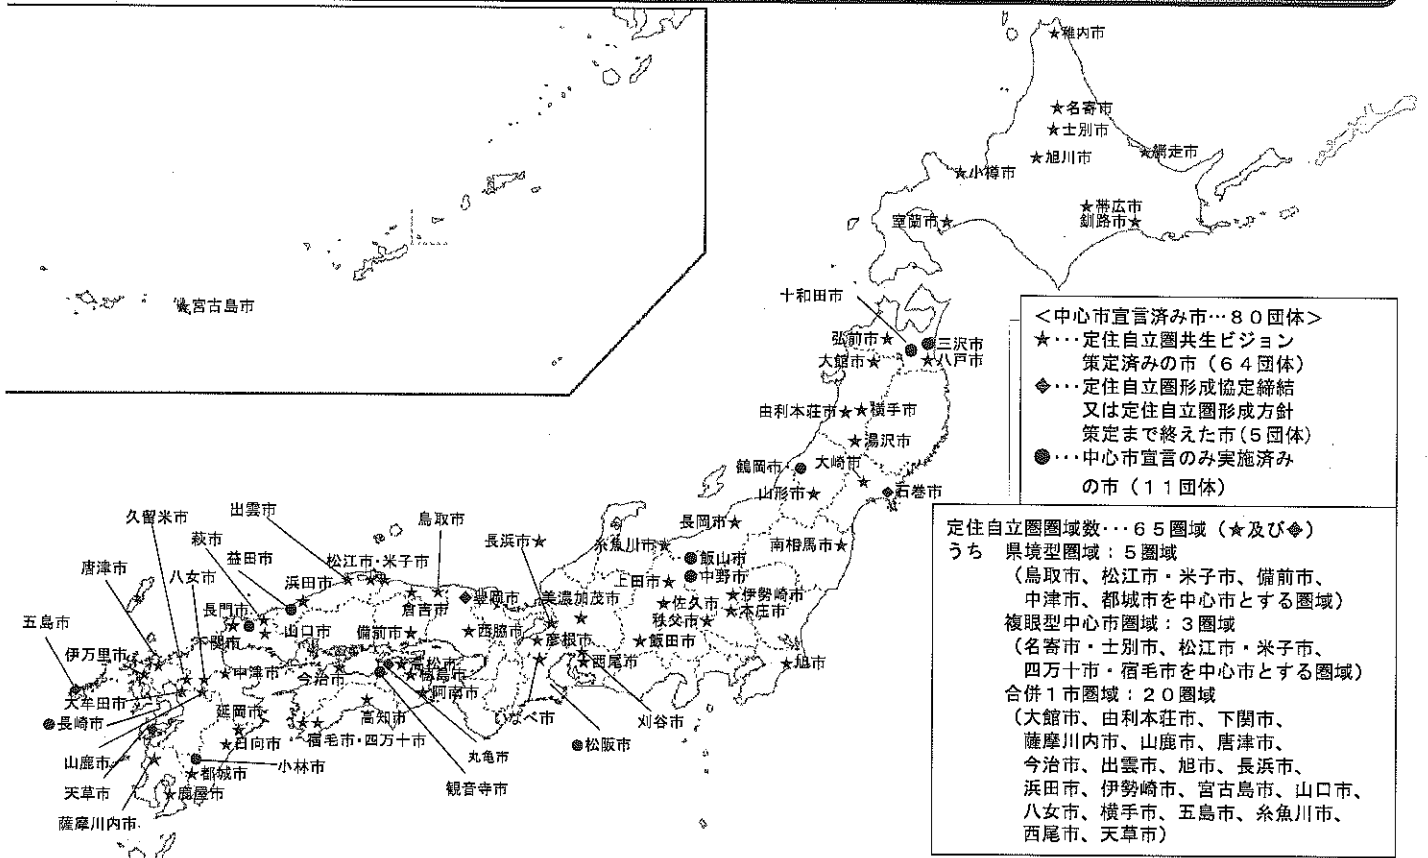 ★稚内市
★名寄市
★士別市
★旭川市
★網走市
★小樽市
★帯広市
釧路市★
室蘭市★
★宮古島市
十和田市
弘前市★
●三沢市
大館市★
★八戸市
由利本荘市★★横手市
★湯沢市
鶴岡市
大崎市
山形市★
◆石巻市
長岡市★
南相馬市★
糸魚川市★
●飯山市
●中野市
上田市★
★伊勢崎市
★佐久市
★本庄市
秩父市★
★飯田市
★旭市
長浜市★
美濃加茂市
★彦根市
★西尾市
いなべ市
刈谷市
●松阪市
出雲市
鳥取市
久留米市
萩市
益田市
松江市・米子市
唐津市
八女市
浜田市
倉吉市
豊岡市
長門市
五島市
山口市
備前市★
★西脇市
下関市
伊万里市
★中津市
今治市
★高松市
★徳島市
★阿南市
大牟田市
●長崎市
延岡市
高知市
宿毛市・四万十市
★日向市
丸亀市
観音寺市
山鹿市
小林市
★都城市
天草市
★鹿屋市
薩摩川内市
<中心市宣言済み市…80団体>
★…定住自立圏共生ビジョン
策定済みの市(64団体)
◆…定住自立圏形成協定締結
又は定住自立圏形成方針
策定まで終えた市(5団体)
●…中心市宣言のみ実施済み
の市(11団体)
定住自立圏圏域数…65圏域(★及び◆)
うち 県境型圏域:5圏域
(鳥取市、松江市・米子市、備前市、
中津市、都城市を中心市とする圏域)
複眼型中心市圏域:3圏域
(名寄市・士別市、松江市・米子市、
四万十市・宿毛市を中心市とする圏域)
合併1市圏域:20圏域
(大館市、由利本荘市、下関市、
薩摩川内市、山鹿市、唐津市、
今治市、出雲市、旭市、長浜市、
浜田市、伊勢崎市、宮古島市、山口市、
八女市、横手市、五島市、糸魚川市、
西尾市、天草市)